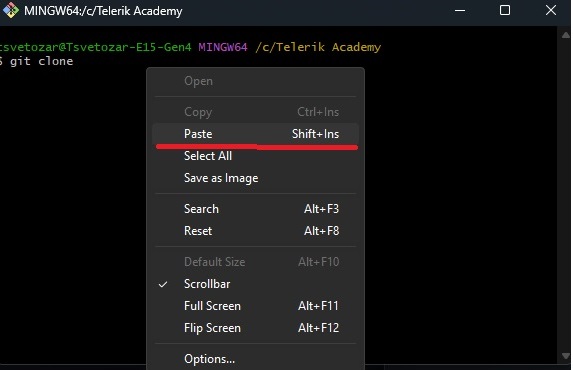 MINGW64:/c/Telerik Academy
tsvetozar@Tsvetozar-E15-Gen4 MINGW64 /c/Telerik Academy
$ git clone
Open
Copy Ctrl+Ins
Paste Shift+Ins
Select All
Save as Image
Search Alt+F3
Reset Alt+F8
Default Size Alt+F10
Scrollbar
Full Screen Alt+F11
Flip Screen Alt+F12
Options...